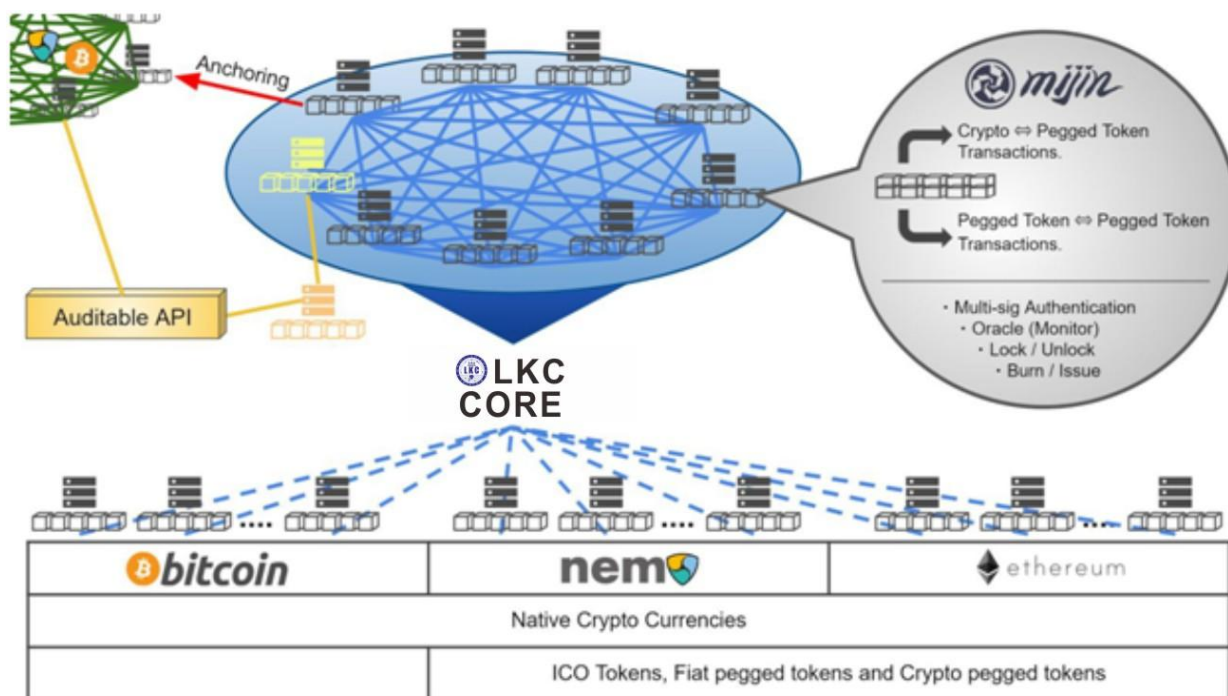 Anchoring
mijin
Crypto ⇔ Pegged Token
Transactions.
Pegged Token ⇔ Pegged Token
Transactions.
・Multi-sig Authentication
・Oracle (Monitor)
・Lock / Unlock
・Burn / Issue
Auditable API
LKC
LKC
CORE
.....
.....
....
bitcoin
nem
ethereum
Native Crypto Currencies
ICO Tokens, Fiat pegged tokens and Crypto pegged tokens